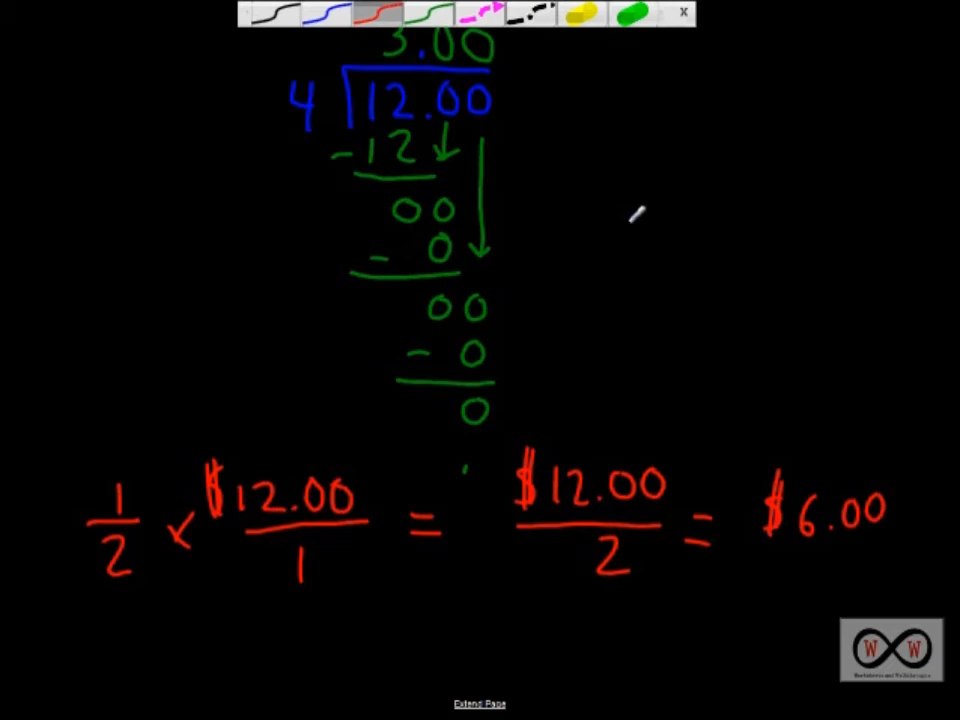 3.00
4 12.00
- 12
00
- 0
00
- 0
0
1/2 × $12.00/1 = $12.00/2 = $6.00
W W
Extend Page
x